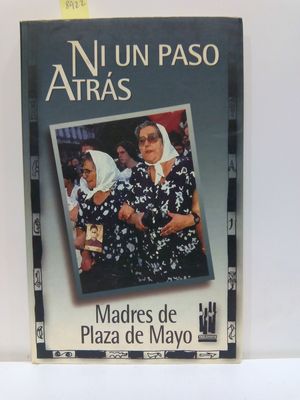 8922
NI UN PASO
ATRÁS
Madres de
Plaza de Mayo